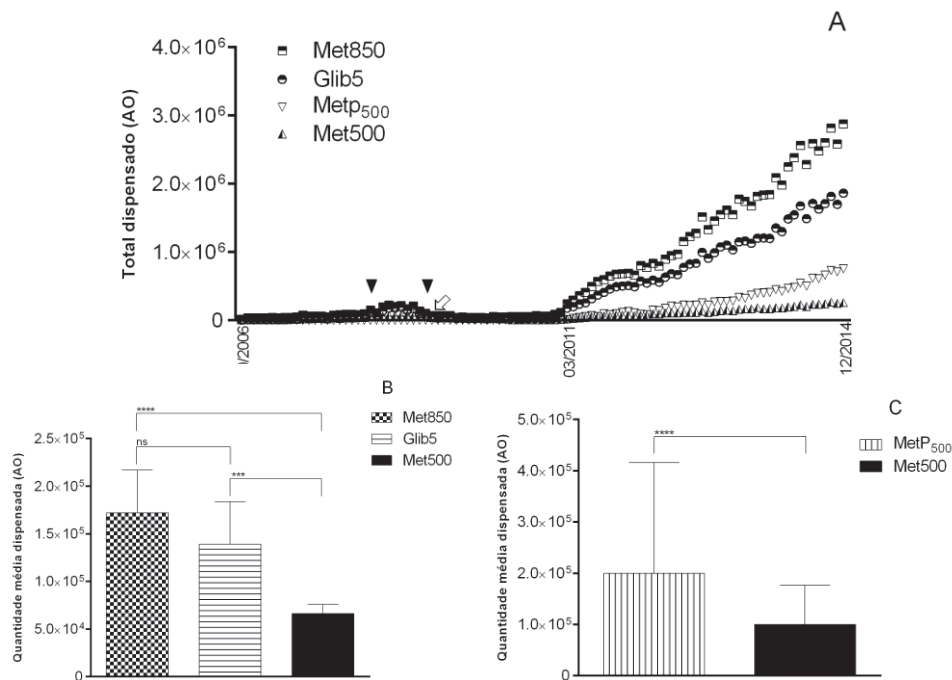 A
Total dispensado (AO)
4.0×10⁶
3.0×10⁶
2.0×10⁶
1.0×10⁶
0
Met850
Glib5
Metp₅₀₀
Met500
/2006
03/2011
12/2014
B
Quantidade média dispensada (AO)
2.5×10⁵
2.0×10⁵
1.5×10⁵
1.0×10⁵
5.0×10⁴
0
****
ns
***
Met850
Glib5
Met500
C
Quantidade média dispensada (AO)
5.0×10⁵
4.0×10⁵
3.0×10⁵
2.0×10⁵
1.0×10⁵
0
****
MetP₅₀₀
Met500